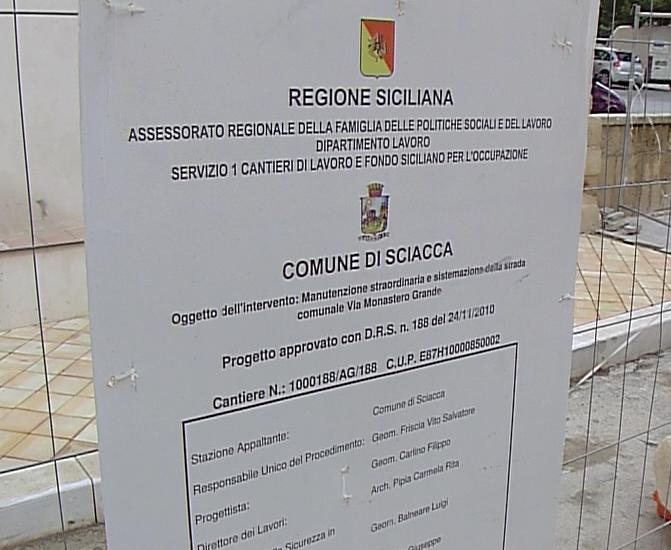 REGIONE SICILIANA
ASSESSORATO REGIONALE DELLA FAMIGLIA DELLE POLITICHE SOCIALI E DEL LAVORO
DIPARTIMENTO LAVORO
SERVIZIO 1 CANTIERI DI LAVORO E FONDO SICILIANO PER L'OCCUPAZIONE
COMUNE DI SCIACCA
Oggetto dell'intervento: Manutenzione straordinaria e sistemazione della strada
comunale Via Monastero Grande
Progetto approvato con D.R.S. n. 188 del 24/11/2010
Cantiere N.: 1000188/AG/188 C.U.P. E87H10000850002
Stazione Appaltante: Comune di Sciacca
Responsabile Unico del Procedimento: Geom. Friscia Vito Salvatore
Progettista: Geom. Carlino Filippo
Direttore dei Lavori: Arch. Pipia Carmela Rita
Sicurezza in Geom. Balneare Luigi
Giuseppe